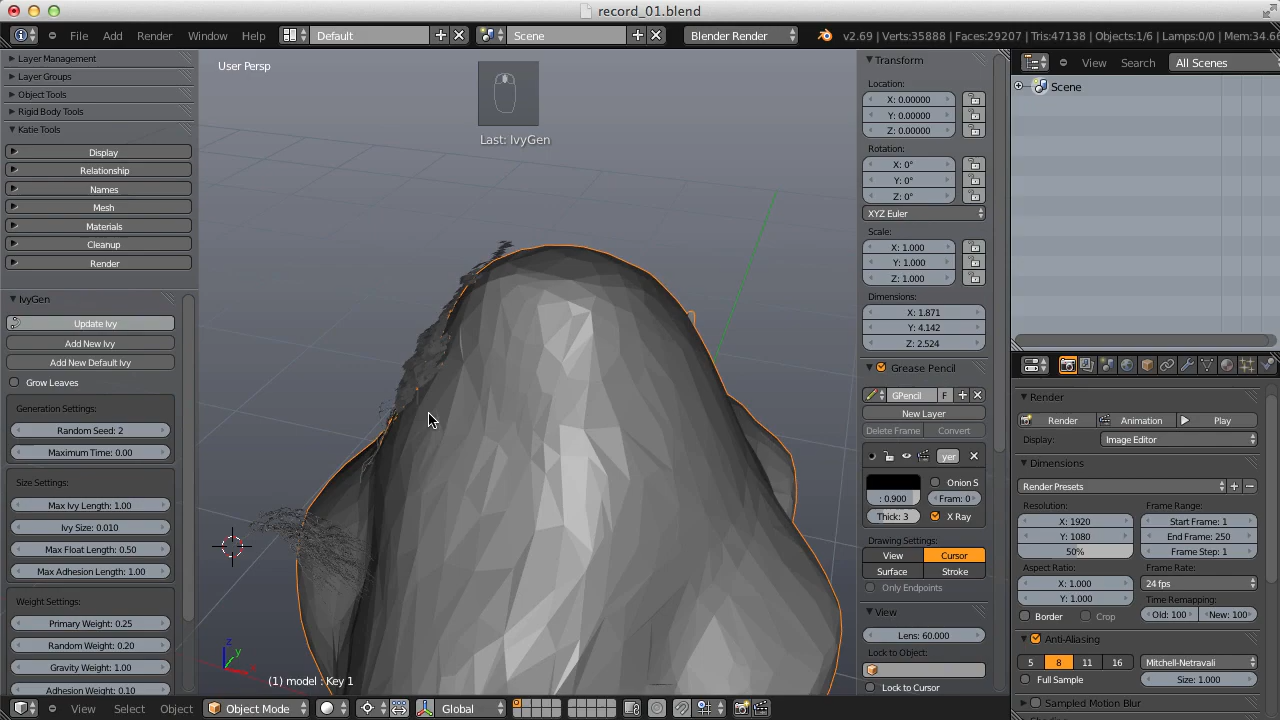 record_01.blend
File Add Render Window Help Default Scene Blender Render v2.69 | Verts:35888 | Faces:29207 | Tris:47138 | Objects:1/6 | Lamps:0/0 | Mem:34.66
Layer Management
Layer Groups
Object Tools
Rigid Body Tools
Katie Tools
Display
Relationship
Names
Mesh
Materials
Cleanup
Render
IvyGen
Update Ivy
Add New Ivy
Add New Default Ivy
Grow Leaves
Generation Settings:
Random Seed: 2
Maximum Time: 0.00
Size Settings:
Max Ivy Length: 1.00
Ivy Size: 0.010
Max Float Length: 0.50
Max Adhesion Length: 1.00
Weight Settings:
Primary Weight: 0.25
Random Weight: 0.20
Gravity Weight: 1.00
Adhesion Weight: 0.10
User Persp
Last: IvyGen
z
y
x
(1) model : Key 1
View Select Object Object Mode Global
Transform
Location:
X: 0.00000
Y: 0.00000
Z: 0.00000
Rotation:
X: 0°
Y: 0°
Z: 0°
XYZ Euler
Scale:
X: 1.000
Y: 1.000
Z: 1.000
Dimensions:
X: 1.871
Y: 4.142
Z: 2.524
Grease Pencil
GPencil F
New Layer
Delete Frame Convert
yer
Onion S
: 0.900 Fram: 0
Thick: 3 X Ray
Drawing Settings:
View Cursor
Surface Stroke
Only Endpoints
View
Lens: 60.000
Lock to Object:
Lock to Cursor
View Search All Scenes
Scene
Render
Render Animation Play
Display: Image Editor
Dimensions
Render Presets
Resolution: Frame Range:
X: 1920 Start Frame: 1
Y: 1080 End Frame: 250
50% Frame Step: 1
Aspect Ratio: Frame Rate:
X: 1.000 24 fps
Y: 1.000 Time Remapping:
Border Crop Old: 100 New: 100
Anti-Aliasing
5 8 11 16 Mitchell-Netravali
Full Sample Size: 1.000
Sampled Motion Blur